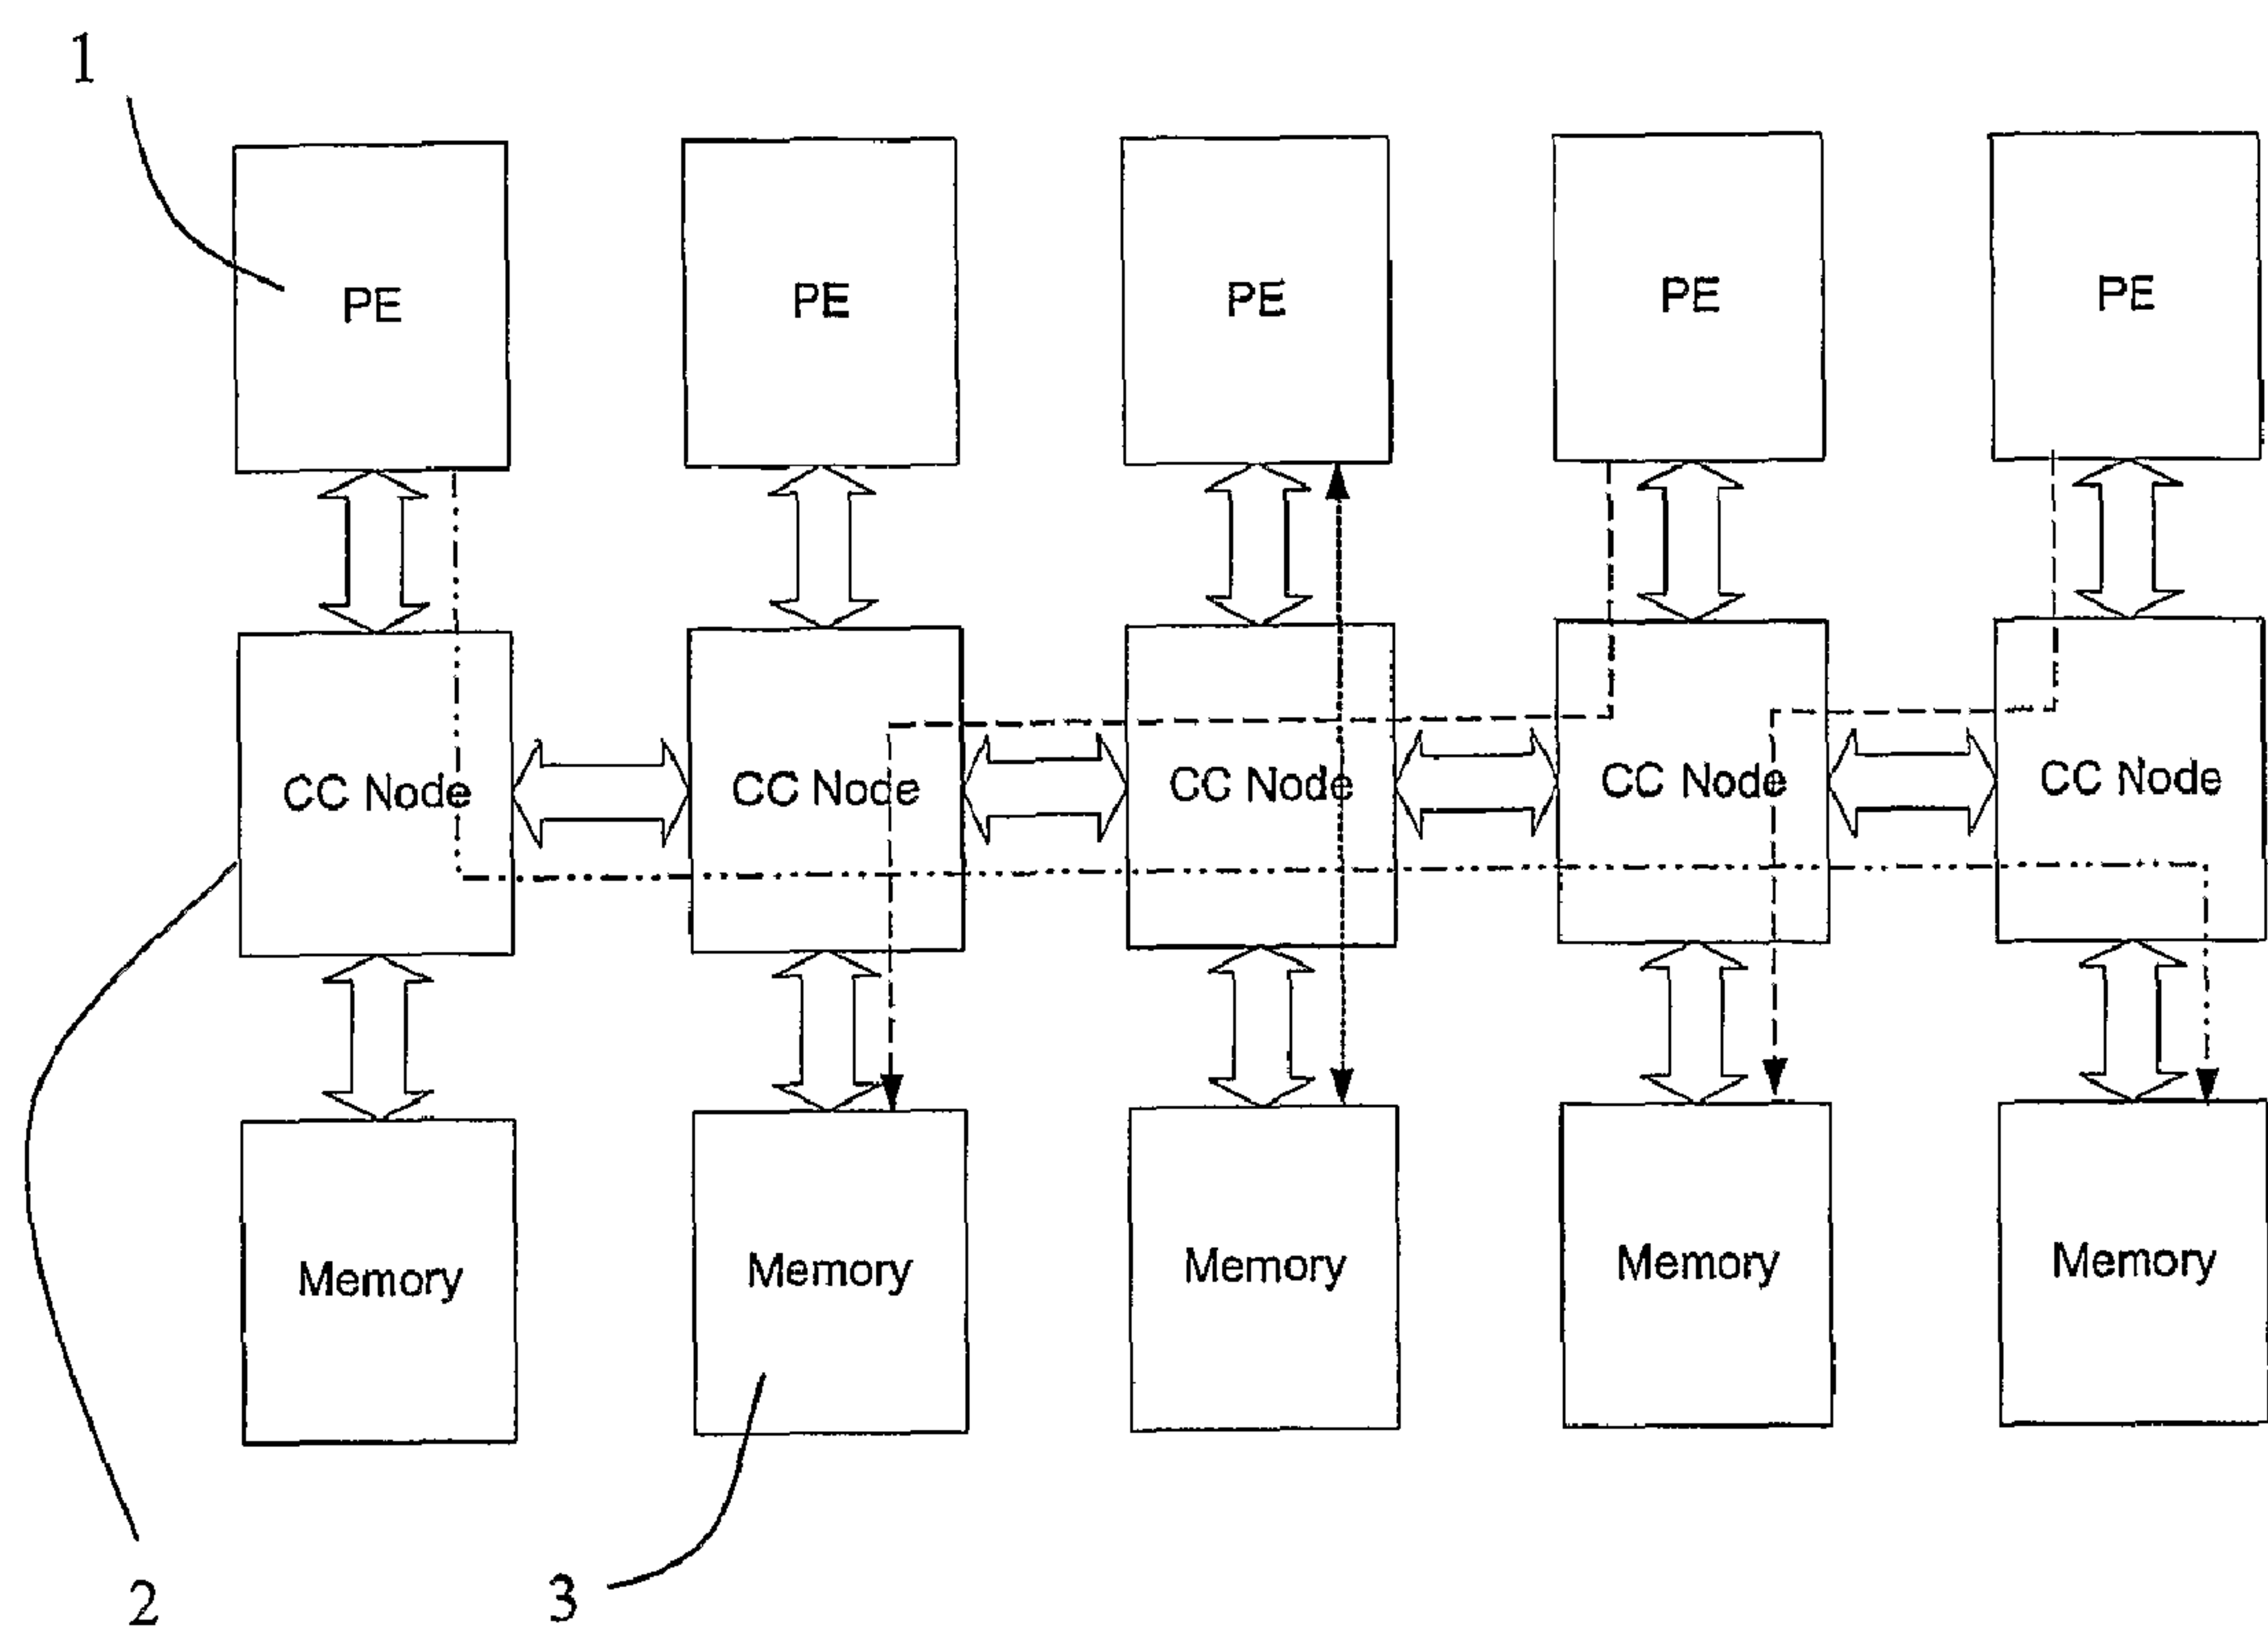 1
PE PE PE PE PE
CC Node CC Node CC Node CC Node CC Node
Memory Memory Memory Memory Memory
2 3